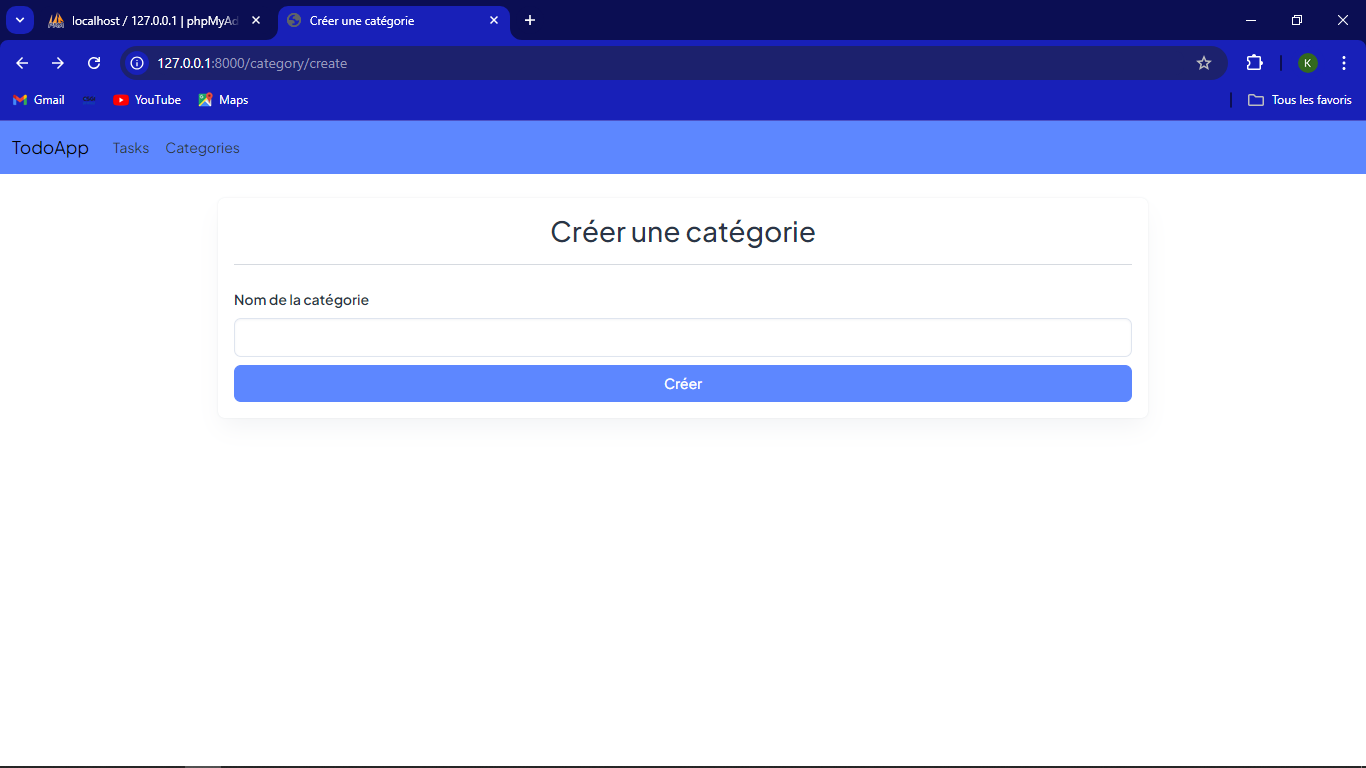 localhost / 127.0.0.1 | phpMyAd
Créer une catégorie
127.0.0.1:8000/category/create
K
Gmail
YouTube
Maps
Tous les favoris
TodoApp
Tasks
Categories
Créer une catégorie
Nom de la catégorie
Créer